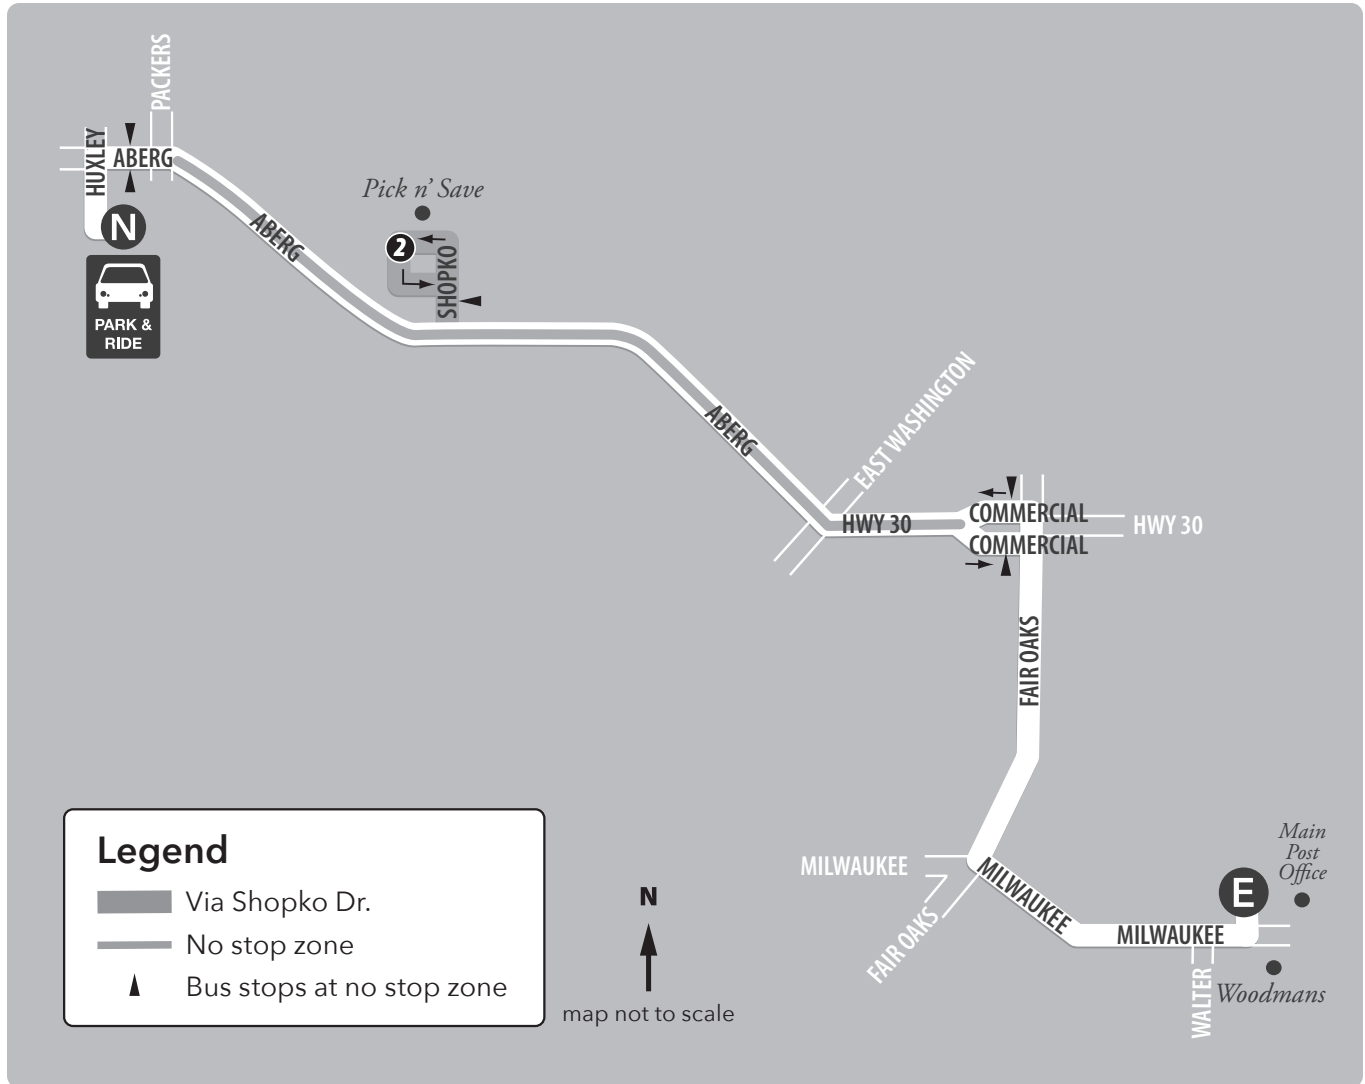 PACKERS
HUXLEY
ABERG
N
PARK &
RIDE
ABERG
Pick n’ Save
2
SHOPKO
ABERG
EAST WASHINGTON
HWY 30
COMMERCIAL
COMMERCIAL
HWY 30
FAIR OAKS
MILWAUKEE
FAIR OAKS
MILWAUKEE
MILWAUKEE
WALTER
E
Main
Post
Office
Woodmans
Legend
Via Shopko Dr.
No stop zone
Bus stops at no stop zone
N
map not to scale